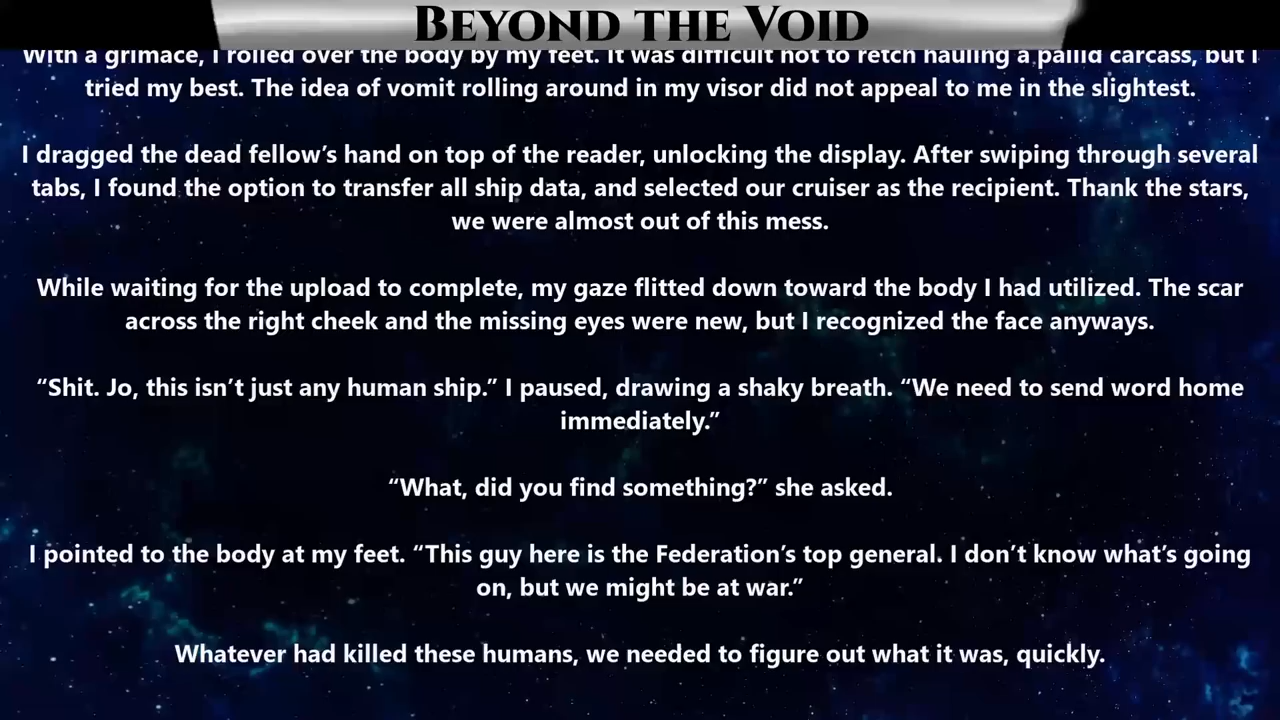 BEYOND THE VOID
With a grimace, I rolled over the body by my feet. It was difficult not to retch hauling a pallid carcass, but I
tried my best. The idea of vomit rolling around in my visor did not appeal to me in the slightest.
I dragged the dead fellow’s hand on top of the reader, unlocking the display. After swiping through several
tabs, I found the option to transfer all ship data, and selected our cruiser as the recipient. Thank the stars,
we were almost out of this mess.
While waiting for the upload to complete, my gaze flitted down toward the body I had utilized. The scar
across the right cheek and the missing eyes were new, but I recognized the face anyways.
“Shit. Jo, this isn’t just any human ship.” I paused, drawing a shaky breath. “We need to send word home
immediately.”
“What, did you find something?” she asked.
I pointed to the body at my feet. “This guy here is the Federation’s top general. I don’t know what’s going
on, but we might be at war.”
Whatever had killed these humans, we needed to figure out what it was, quickly.